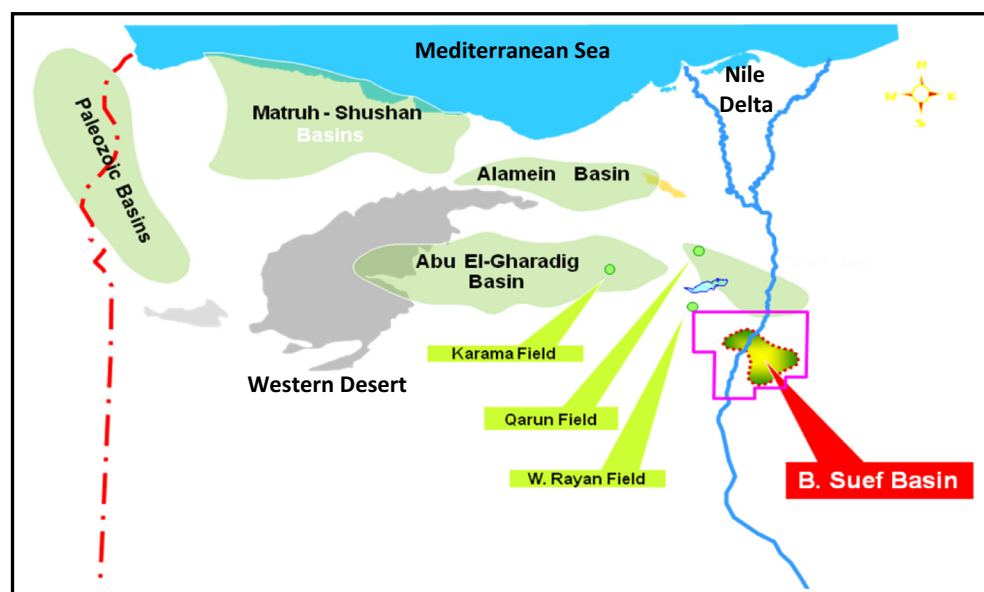 Mediterranean Sea
Nile
Delta
N
W E
S
Matruh - Shushan
Basins
Paleozoic Basins
Alamein Basin
Abu El-Gharadig
Basin
Karama Field
Western Desert
Qarun Field
W. Rayan Field
B. Suef Basin